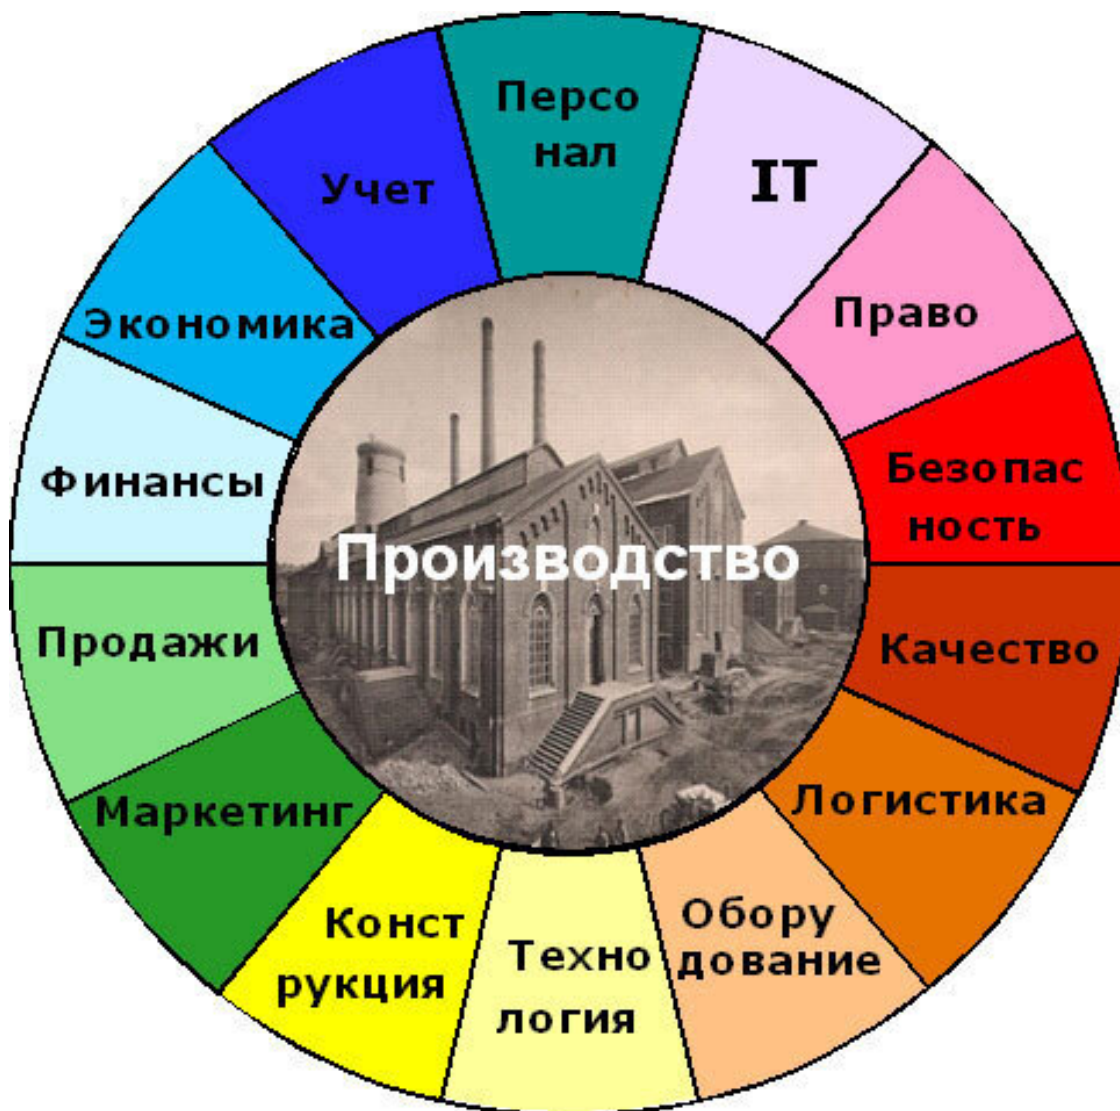 Персо
нал
IT
Право
Безопас
ность
Качество
Логистика
Обору
дование
Техно
логия
Конст
рукция
Маркетинг
Продажи
Финансы
Экономика
Учет
Производство